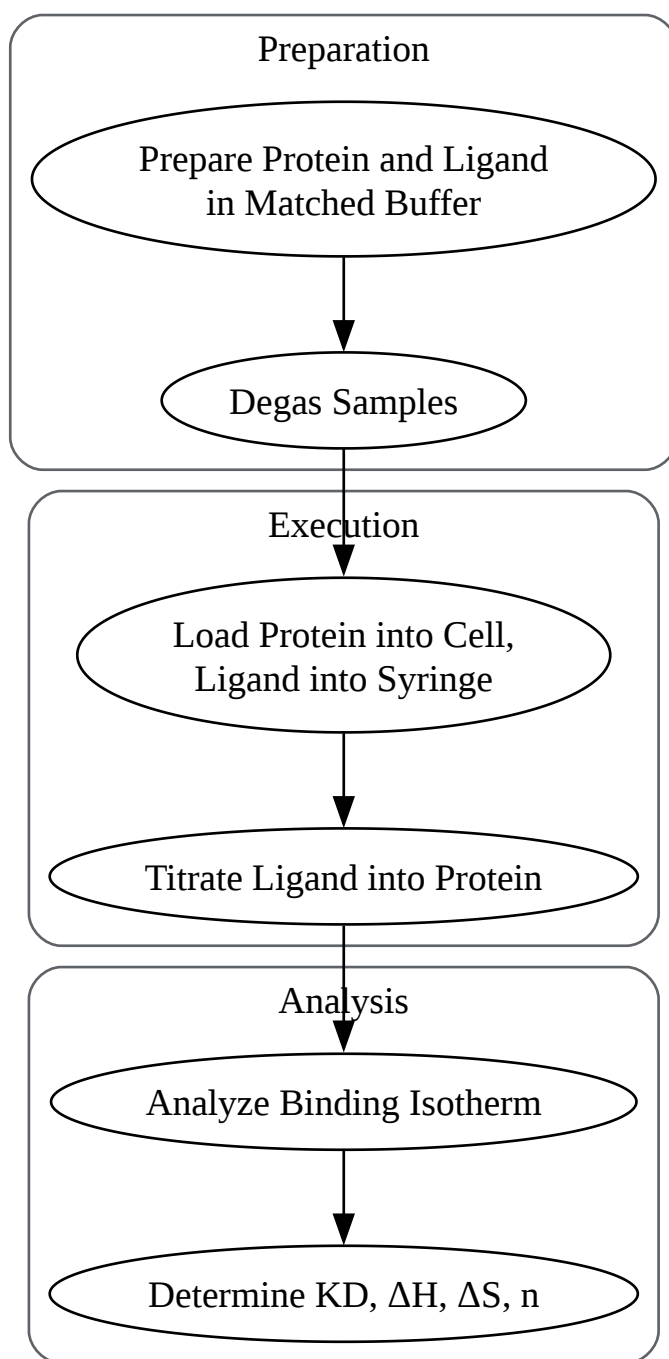 Preparation
Prepare Protein and Ligand
in Matched Buffer
Degas Samples
Execution
Load Protein into Cell,
Ligand into Syringe
Titrate Ligand into Protein
Analysis
Analyze Binding Isotherm
Determine KD, ΔH, ΔS, n